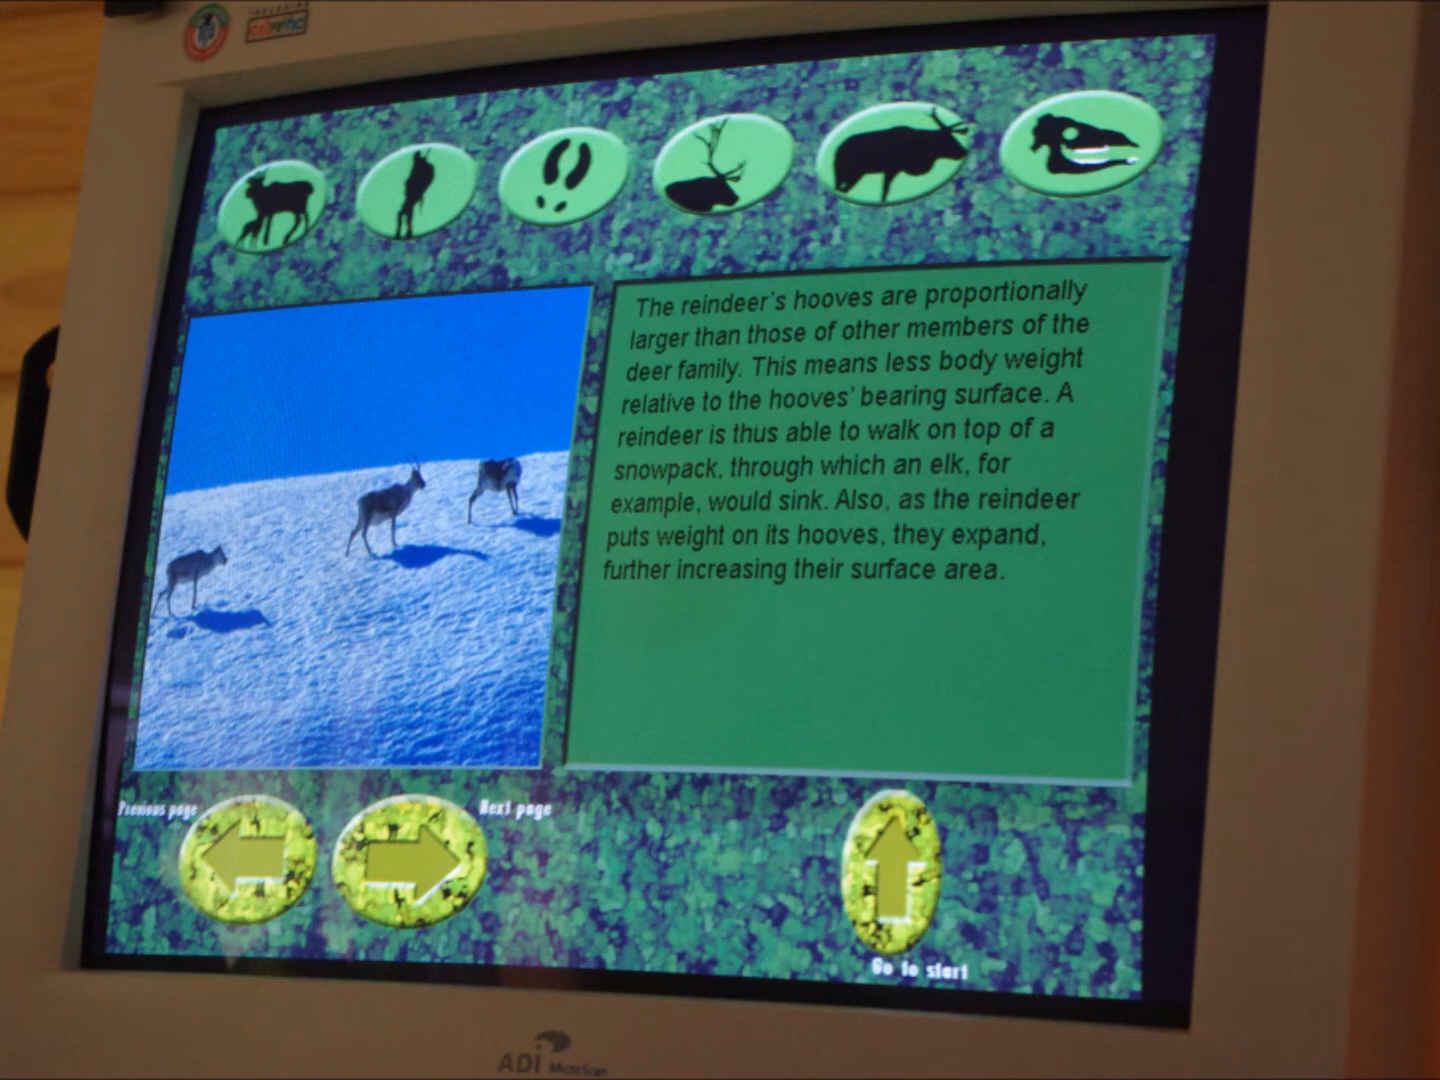 The reindeer's hooves are proportionally
larger than those of other members of the
deer family. This means less body weight
relative to the hooves' bearing surface. A
reindeer is thus able to walk on top of a
snowpack, through which an elk, for
example, would sink. Also, as the reindeer
puts weight on its hooves, they expand,
further increasing their surface area.
Previous page
Next page
Go to start
ADi MicroScan